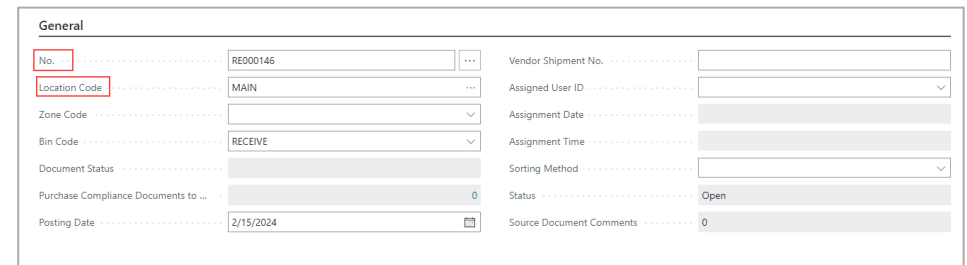 General
No. RE000146 ... Vendor Shipment No.
Location Code MAIN ... Assigned User ID
Zone Code Assignment Date
Bin Code RECEIVE Assignment Time
Document Status Sorting Method
Purchase Compliance Documents to ... 0 Status Open
Posting Date 2/15/2024 Source Document Comments 0